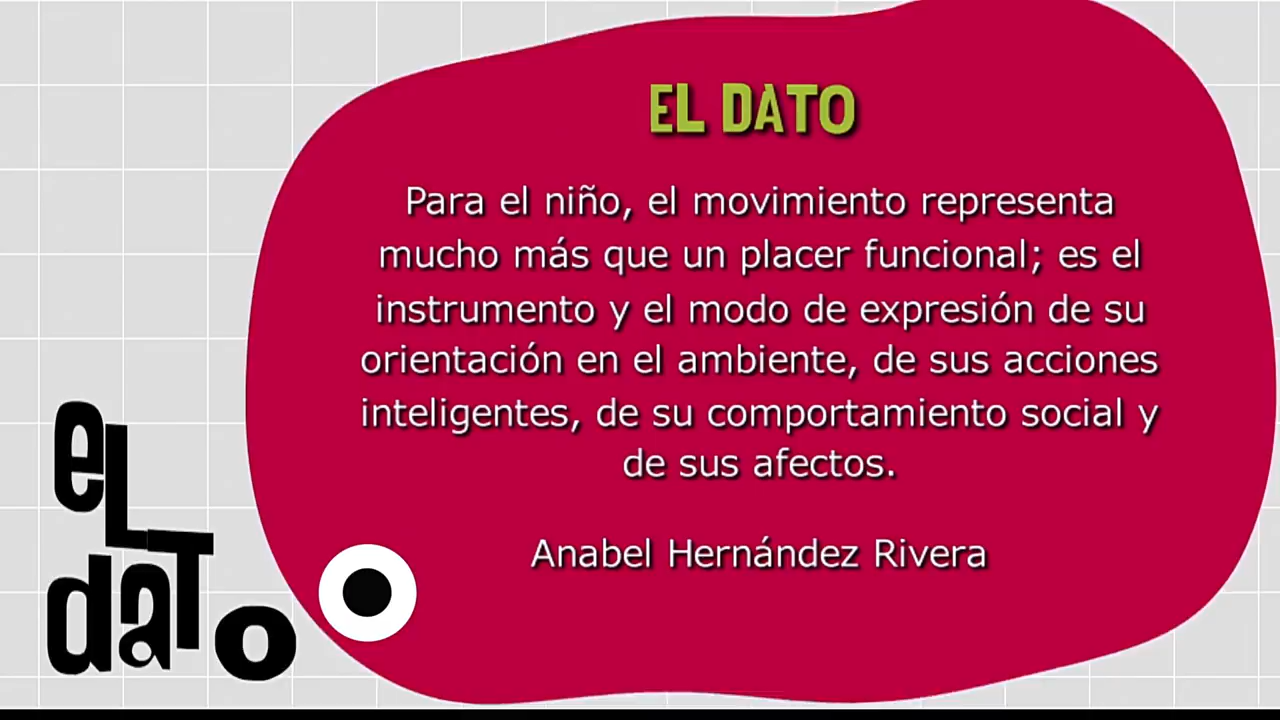 EL DATO
Para el niño, el movimiento representa
mucho más que un placer funcional; es el
instrumento y el modo de expresión de su
orientación en el ambiente, de sus acciones
inteligentes, de su comportamiento social y
de sus afectos.
Anabel Hernández Rivera
eL
daTo